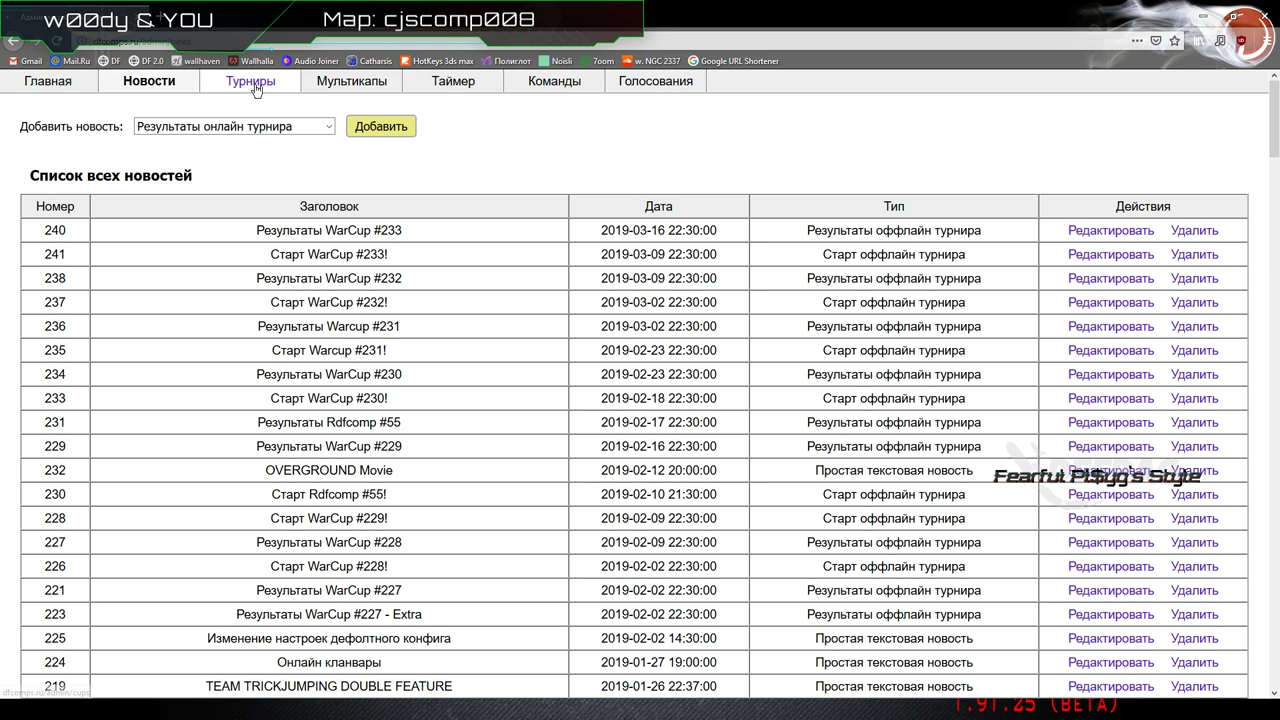 w00dy & YOU
Map: cjscomp008
dfcomps.ru/admin/news
Gmail Mail.Ru DF DF 2.0 wallhaven Wallhalla Audio Joiner Catharsis HotKeys 3ds max Полиглот Noisli 7oom w. NGC 2337 Google URL Shortener
Главная Новости Турниры Мультикапы Таймер Команды Голосования
Добавить новость: Результаты онлайн турнира Добавить
Список всех новостей
Номер Заголовок Дата Тип Действия
240 Результаты WarCup #233 2019-03-16 22:30:00 Результаты оффлайн турнира Редактировать Удалить
241 Старт WarCup #233! 2019-03-09 22:30:00 Старт оффлайн турнира Редактировать Удалить
238 Результаты WarCup #232 2019-03-09 22:30:00 Результаты оффлайн турнира Редактировать Удалить
237 Старт WarCup #232! 2019-03-02 22:30:00 Старт оффлайн турнира Редактировать Удалить
236 Результаты Warcup #231 2019-03-02 22:30:00 Результаты оффлайн турнира Редактировать Удалить
235 Старт Warcup #231! 2019-02-23 22:30:00 Старт оффлайн турнира Редактировать Удалить
234 Результаты WarCup #230 2019-02-23 22:30:00 Результаты оффлайн турнира Редактировать Удалить
233 Старт WarCup #230! 2019-02-18 22:30:00 Старт оффлайн турнира Редактировать Удалить
231 Результаты Rdfcomp #55 2019-02-17 22:30:00 Результаты оффлайн турнира Редактировать Удалить
229 Результаты WarCup #229 2019-02-16 22:30:00 Результаты оффлайн турнира Редактировать Удалить
232 OVERGROUND Movie 2019-02-12 20:00:00 Простая текстовая новость Редактировать Удалить
Fearful Style
230 Старт Rdfcomp #55! 2019-02-10 21:30:00 Старт оффлайн турнира Редактировать Удалить
228 Старт WarCup #229! 2019-02-09 22:30:00 Старт оффлайн турнира Редактировать Удалить
227 Результаты WarCup #228 2019-02-09 22:30:00 Результаты оффлайн турнира Редактировать Удалить
226 Старт WarCup #228! 2019-02-02 22:30:00 Старт оффлайн турнира Редактировать Удалить
221 Результаты WarCup #227 2019-02-02 22:30:00 Результаты оффлайн турнира Редактировать Удалить
223 Результаты WarCup #227 - Extra 2019-02-02 22:30:00 Результаты оффлайн турнира Редактировать Удалить
225 Изменение настроек дефолтного конфига 2019-02-02 14:30:00 Простая текстовая новость Редактировать Удалить
224 Онлайн кланвары 2019-01-27 19:00:00 Простая текстовая новость Редактировать Удалить
219 TEAM TRICKJUMPING DOUBLE FEATURE 2019-01-26 22:37:00 Простая текстовая новость Редактировать Удалить
dfcomps.ru/admin/cups
1.91.25 (BETA)